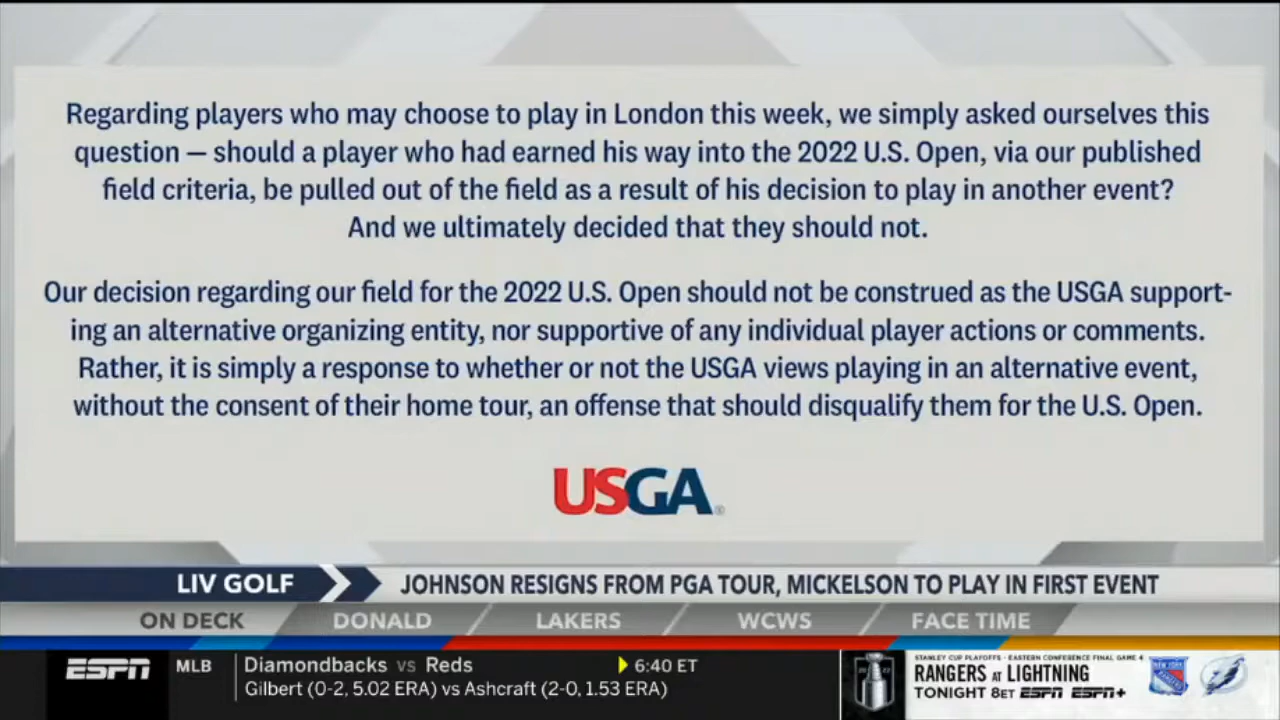 Regarding players who may choose to play in London this week, we simply asked ourselves this
question — should a player who had earned his way into the 2022 U.S. Open, via our published
field criteria, be pulled out of the field as a result of his decision to play in another event?
And we ultimately decided that they should not.
Our decision regarding our field for the 2022 U.S. Open should not be construed as the USGA support-
ing an alternative organizing entity, nor supportive of any individual player actions or comments.
Rather, it is simply a response to whether or not the USGA views playing in an alternative event,
without the consent of their home tour, an offense that should disqualify them for the U.S. Open.
USGA®
LIV GOLF JOHNSON RESIGNS FROM PGA TOUR, MICKELSON TO PLAY IN FIRST EVENT
ON DECK DONALD LAKERS WCWS FACE TIME
ESPN MLB Diamondbacks vs Reds 6:40 ET
Gilbert (0-2, 5.02 ERA) vs Ashcraft (2-0, 1.53 ERA)
STANLEY CUP PLAYOFFS - EASTERN CONFERENCE FINAL GAME 4
RANGERS AT LIGHTNING
TONIGHT 8ET ESPN ESPN+